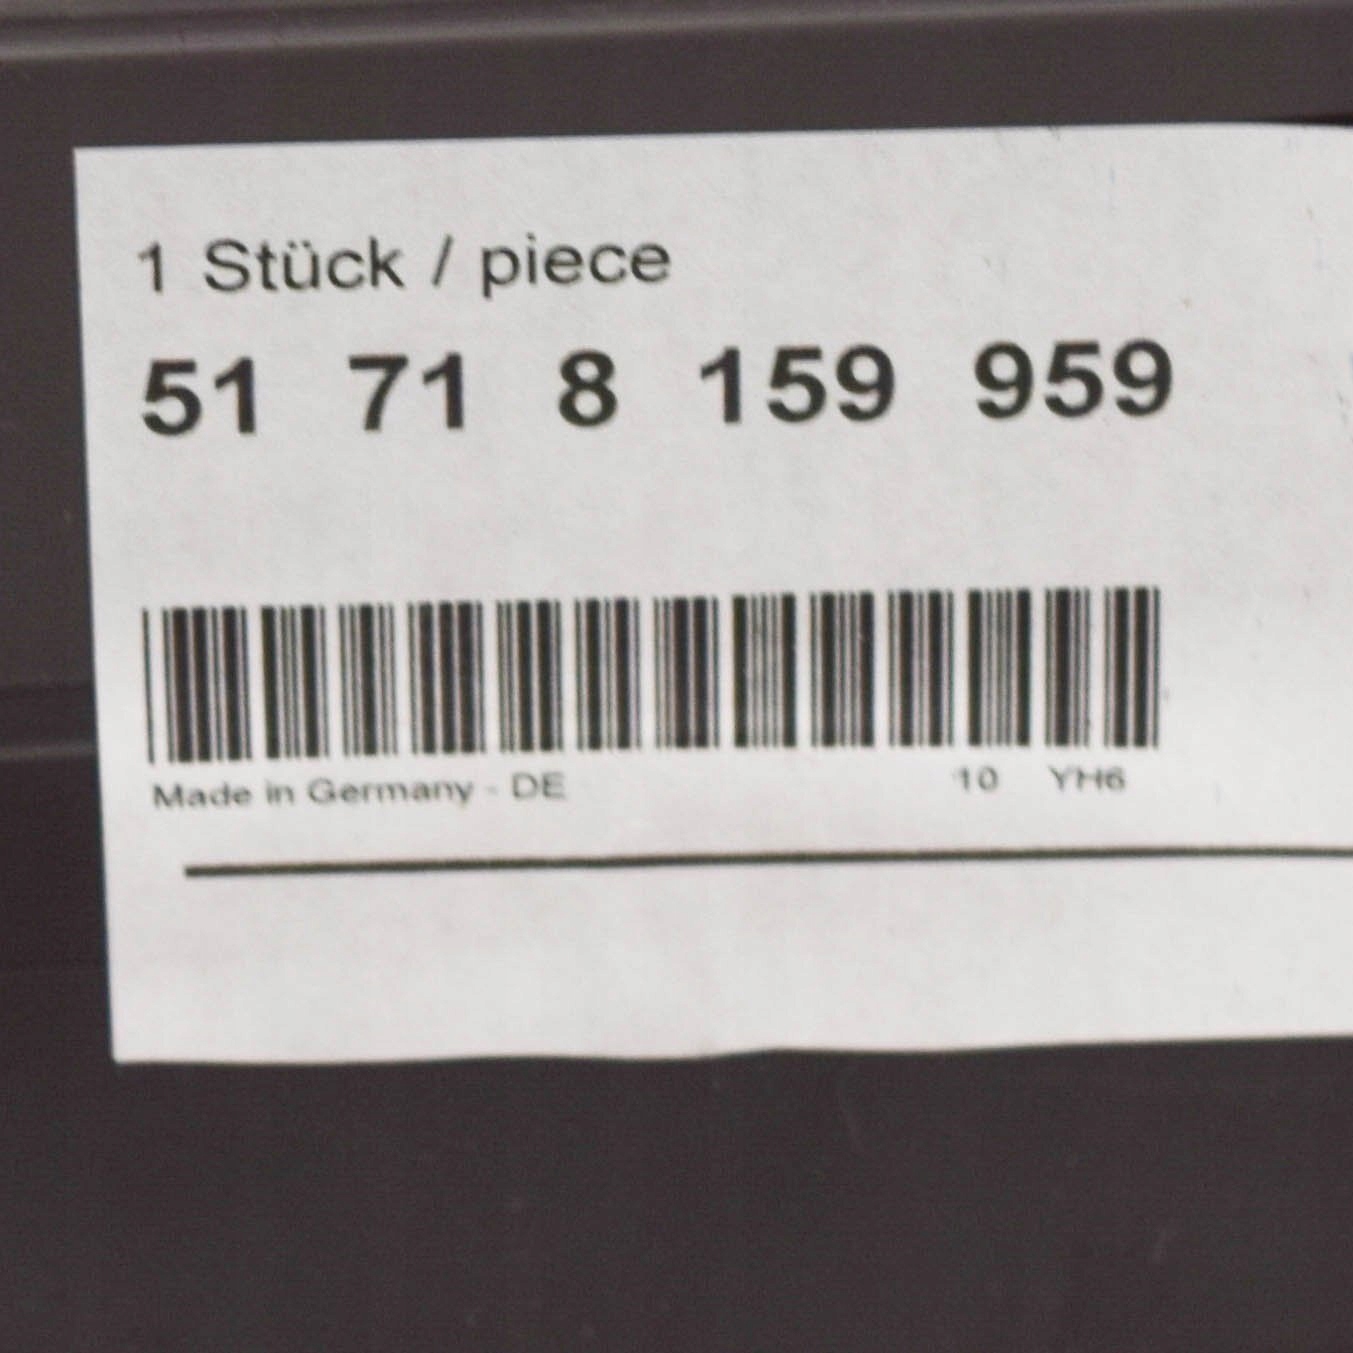 1 Stück / piece
51 71 8 159 959
Made in Germany - DE 10 YH6